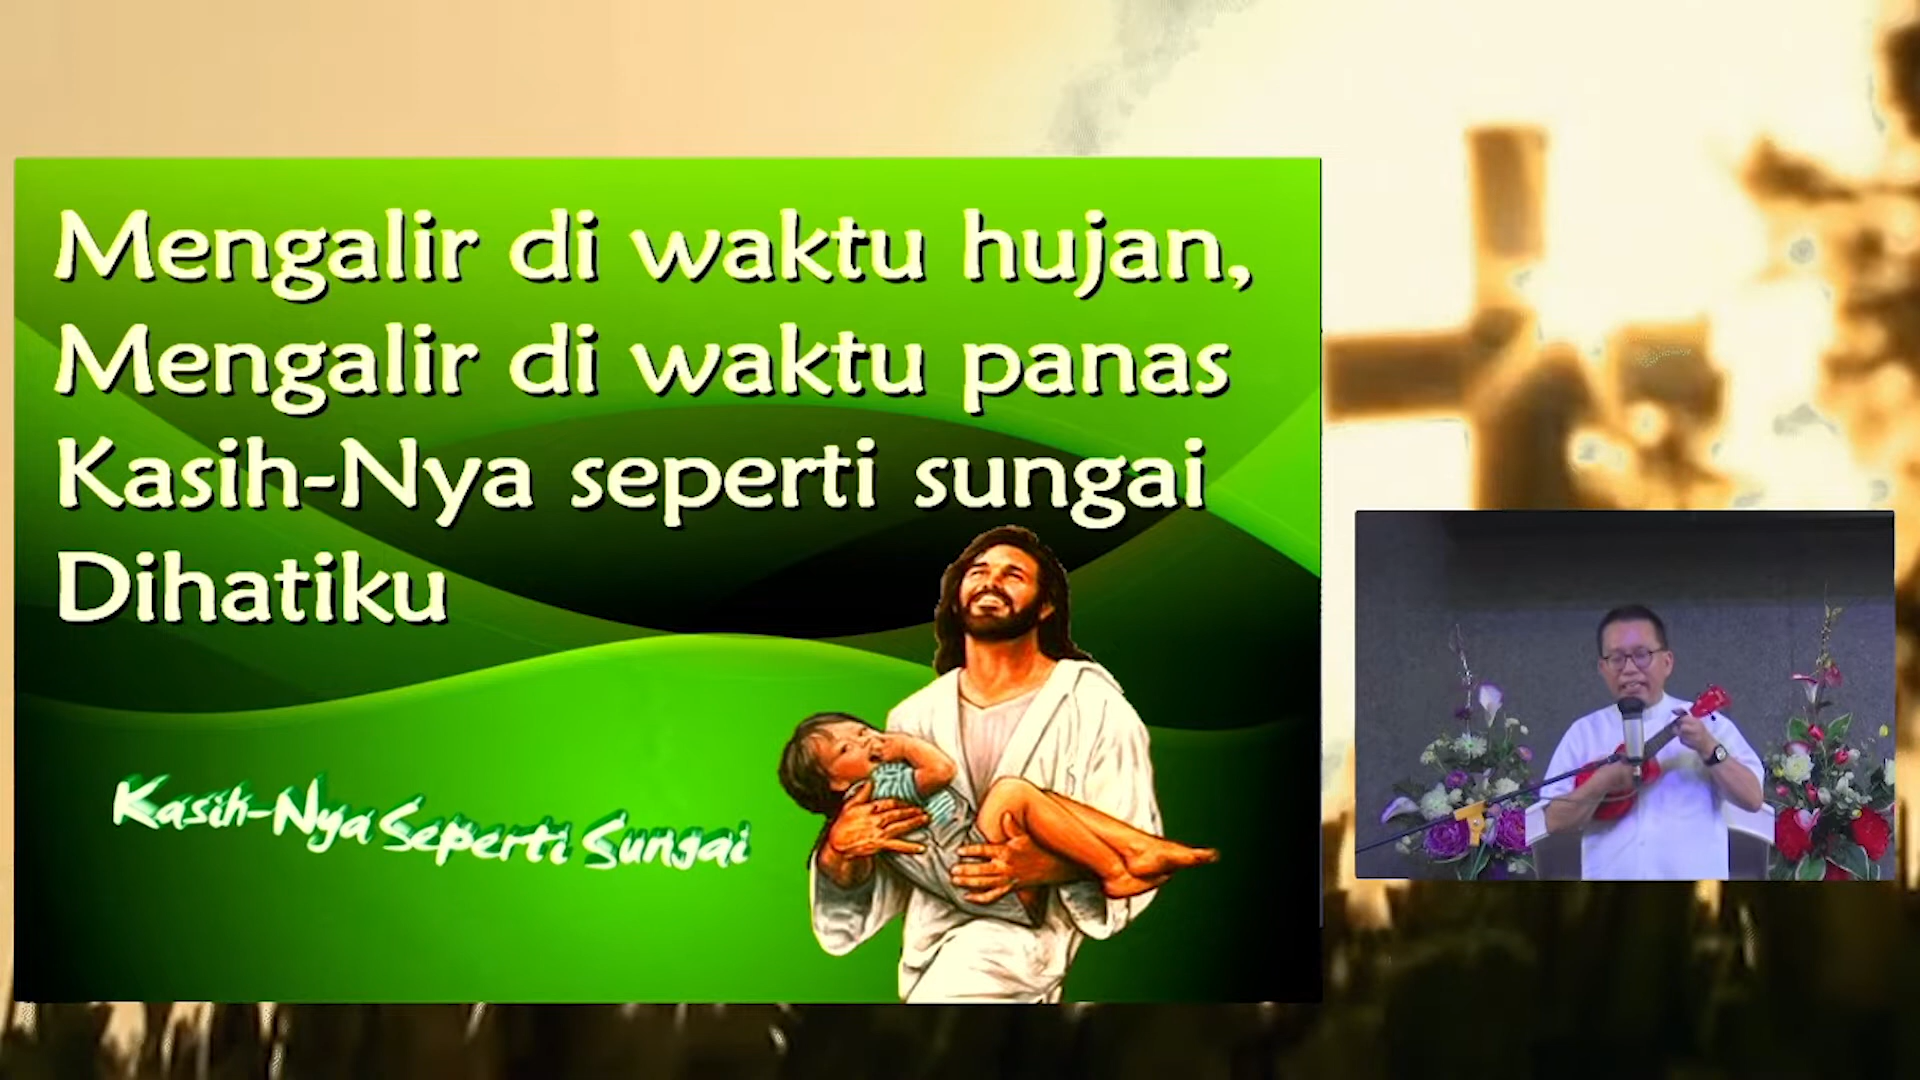 Mengalir di waktu hujan,
Mengalir di waktu panas
Kasih-Nya seperti sungai
Dihatiku
Kasih-Nya Seperti Sungai